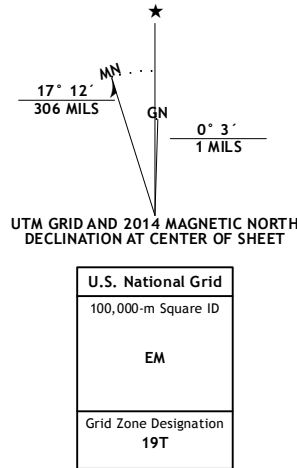 ★
MN
17° 12´
306 MILS
GN
0° 3´
1 MILS
UTM GRID AND 2014 MAGNETIC NORTH
DECLINATION AT CENTER OF SHEET
U.S. National Grid
100,000-m Square ID
EM
Grid Zone Designation
19T